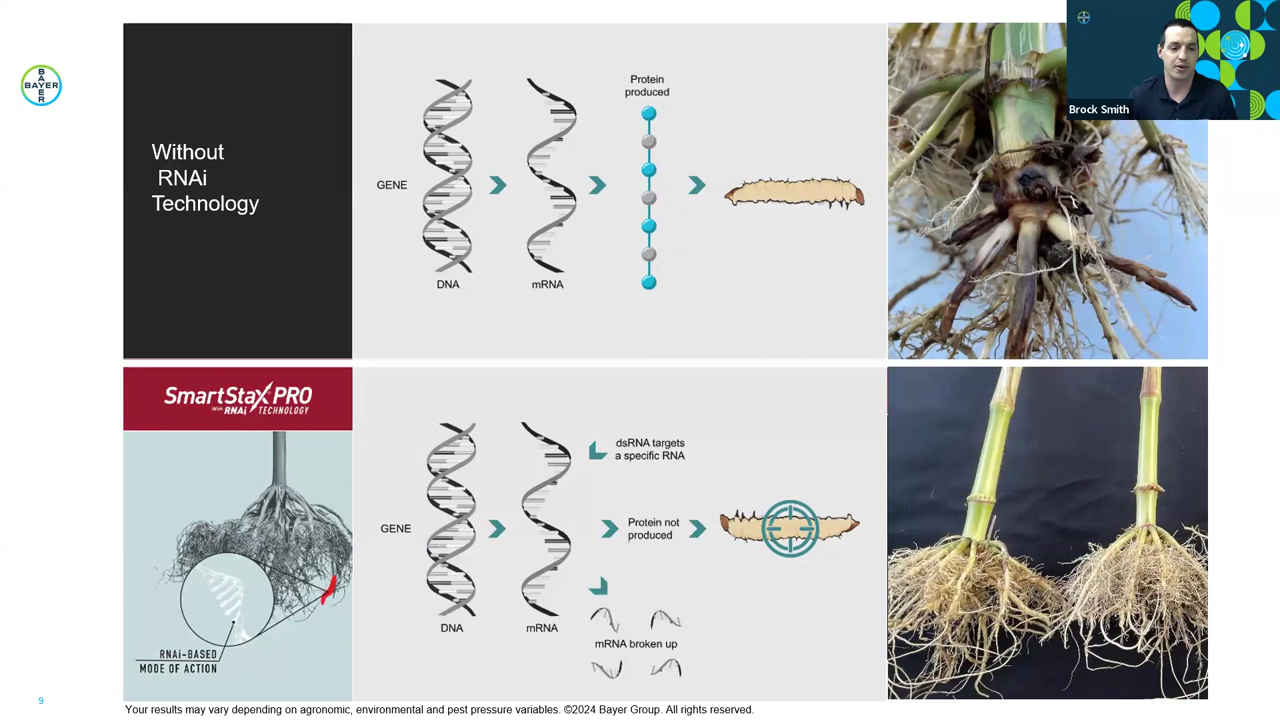 BAYER
BAYER
Brock Smith
Without
RNAi
Technology
GENE
DNA
mRNA
Protein
produced
SmartStax PRO
With RNAi TECHNOLOGY
RNAi-BASED
MODE OF ACTION
GENE
DNA
mRNA
dsRNA targets
a specific RNA
Protein not
produced
mRNA broken up
9
Your results may vary depending on agronomic, environmental and pest pressure variables. ©2024 Bayer Group. All rights reserved.